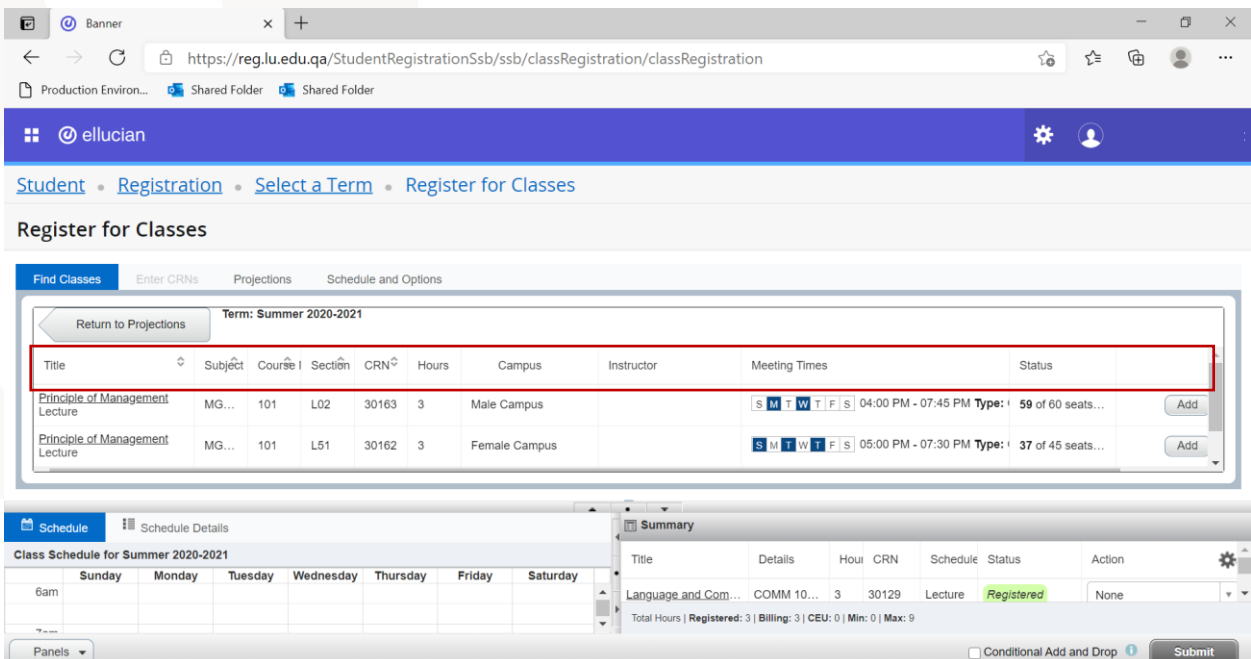 Banner
https://reg.lu.edu.qa/StudentRegistrationSsb/ssb/classRegistration/classRegistration
Production Environ... Shared Folder Shared Folder
ellucian
Student • Registration • Select a Term • Register for Classes
Register for Classes
Find Classes Enter CRNs Projections Schedule and Options
Return to Projections Term: Summer 2020-2021
Title Subject Course Section CRN Hours Campus Instructor Meeting Times Status
Principle of Management
Lecture
MG... 101 L02 30163 3 Male Campus S M T W T F S 04:00 PM - 07:45 PM Type: 59 of 60 seats... Add
Principle of Management
Lecture
MG... 101 L51 30162 3 Female Campus S M T W T F S 05:00 PM - 07:30 PM Type: 37 of 45 seats... Add
Schedule Schedule Details
Class Schedule for Summer 2020-2021
Sunday Monday Tuesday Wednesday Thursday Friday Saturday
6am
Summary
Title Details Hour CRN Schedule Status Action
Language and Com... COMM 10... 3 30129 Lecture Registered None
Total Hours | Registered: 3 | Billing: 3 | CEU: 0 | Min: 0 | Max: 9
Panels Conditional Add and Drop Submit